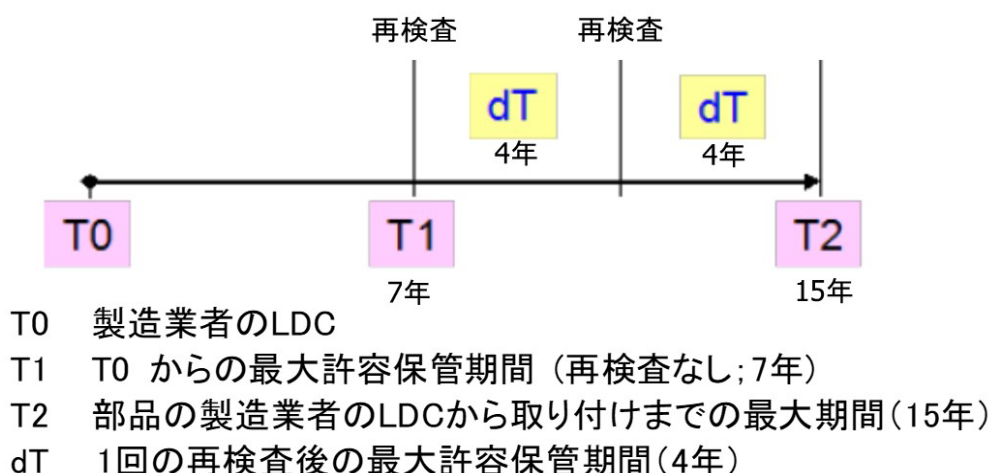 再検査 再検査
dT dT
4年 4年
T0 T1 T2
7年 15年
T0 製造業者のLDC
T1 T0 からの最大許容保管期間 (再検査なし;7年)
T2 部品の製造業者のLDCから取り付けまでの最大期間(15年)
dT 1回の再検査後の最大許容保管期間(4年)